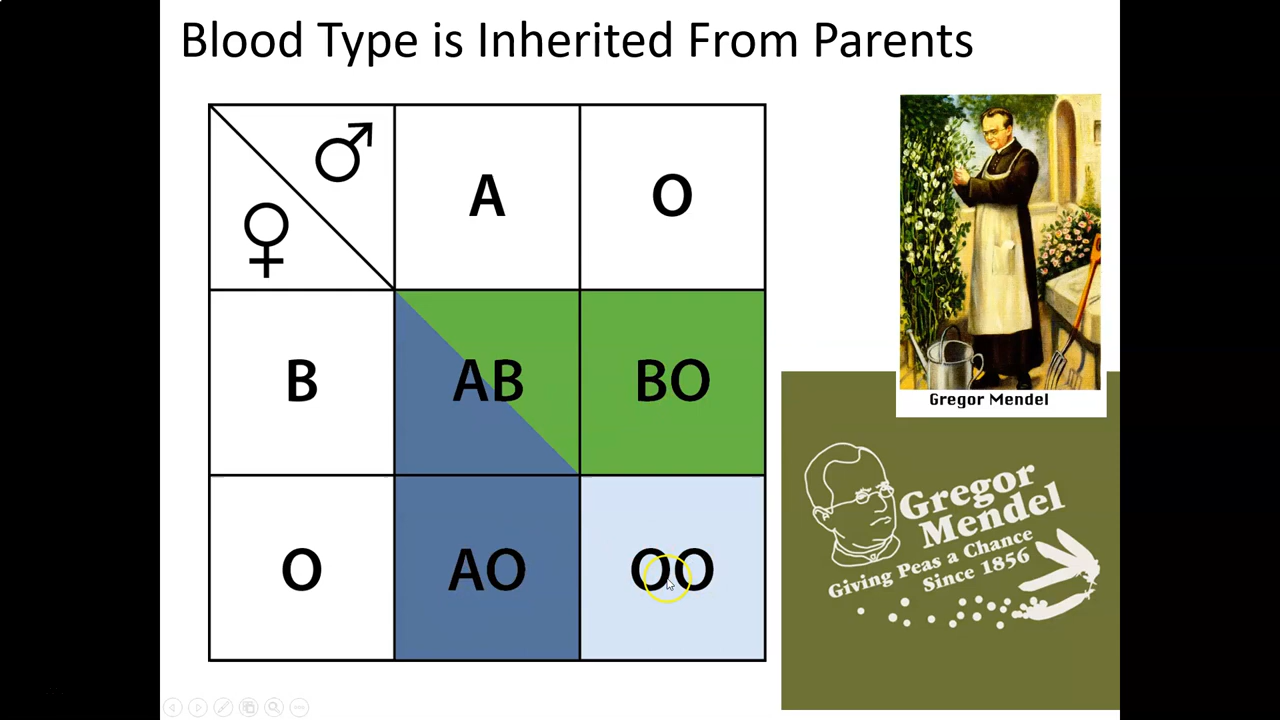 Blood Type is Inherited From Parents
♂
♀
A
O
B
AB
BO
O
AO
OO
Gregor Mendel
Gregor
Mendel
Giving Peas a Chance
Since 1856